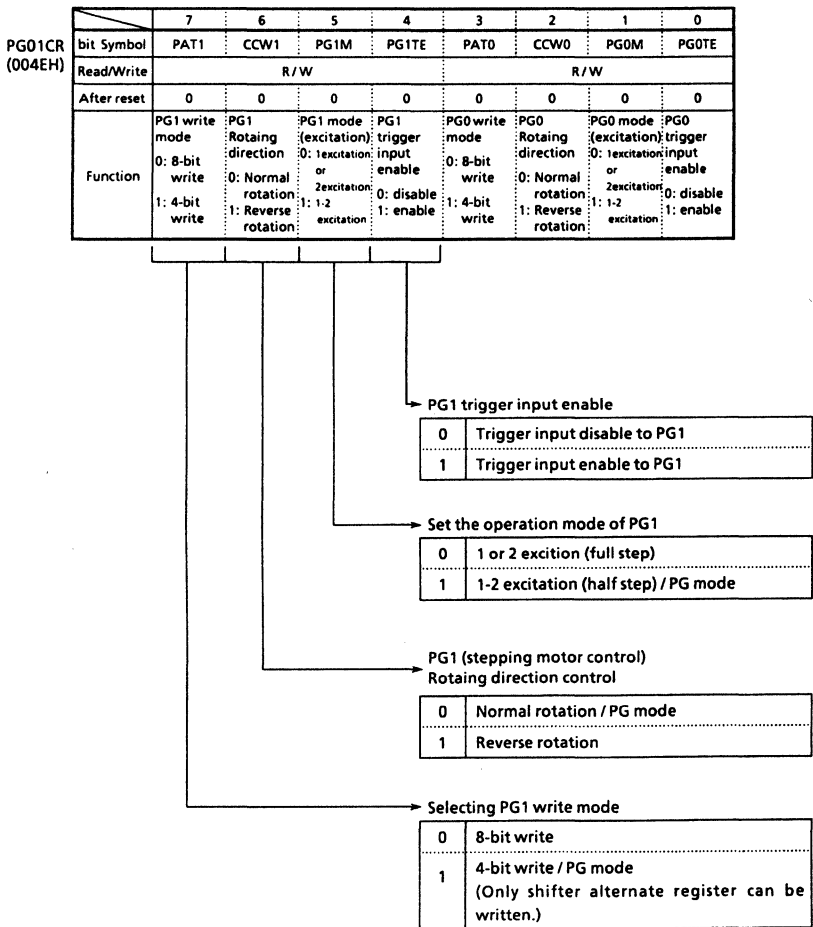 7 6 5 4 3 2 1 0
PG01CR
(004EH)
bit Symbol PAT1 CCW1 PG1M PG1TE PAT0 CCW0 PG0M PG0TE
Read/Write R/W R/W
After reset 0 0 0 0 0 0 0 0
Function
PG1 write
mode
0: 8-bit
write
1: 4-bit
write
PG1
Rotaing
direction
0: Normal
rotation
1: Reverse
rotation
PG1 mode
(excitation)
0: 1excitation
or
2excitation
1: 1-2
excitation
PG1
trigger
input
enable
0: disable
1: enable
PG0 write
mode
0: 8-bit
write
1: 4-bit
write
PG0
Rotaing
direction
0: Normal
rotation
1: Reverse
rotation
PG0 mode
(excitation)
0: 1excitation
or
2excitation
1: 1-2
excitation
PG0
trigger
input
enable
0: disable
1: enable
PG1 trigger input enable
0 Trigger input disable to PG1
1 Trigger input enable to PG1
Set the operation mode of PG1
0 1 or 2 excition (full step)
1 1-2 excitation (half step) / PG mode
PG1 (stepping motor control)
Rotaing direction control
0 Normal rotation / PG mode
1 Reverse rotation
Selecting PG1 write mode
0 8-bit write
1 4-bit write / PG mode
(Only shifter alternate register can be
written.)